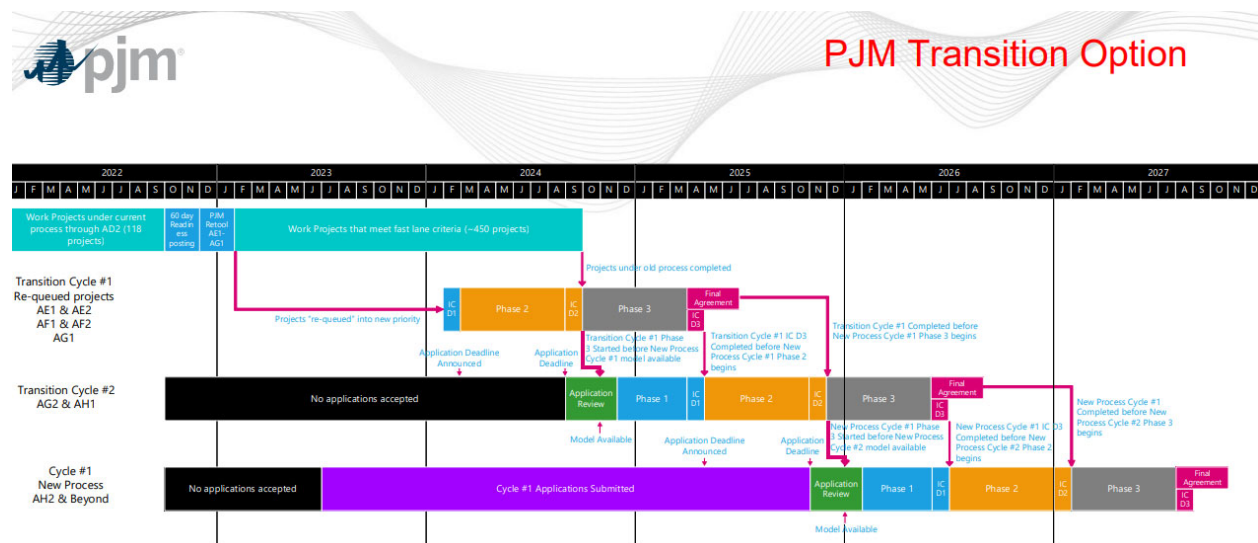 pjm
PJM Transition Option
2022 2023 2024 2025 2026 2027
J F M A M J J A S O N D J F M A M J J A S O N D J F M A M J J A S O N D J F M A M J J A S O N D J F M A M J J A S O N D J F M A M J J A S O N D
Work Projects under current
process through AD2 (118
projects)
60 day
Readin
ess
posting
PJM
Retool
AE1-
AG1
Work Projects that meet fast lane criteria (~450 projects)
Projects under old process completed
Transition Cycle #1
Re-queued projects
AE1 & AE2
AF1 & AF2
AG1
Projects "re-queued" into new priority
IC
D1
Phase 2
IC
D2
Phase 3
Final
Agreement
IC
D3
Transition Cycle #1 Phase
3 Started before New Process
Cycle #1 model available
Transition Cycle #1 IC D3
Completed before New
Process Cycle #1 Phase 2
begins
Transition Cycle #1 Completed before
New Process Cycle #1 Phase 3 begins
Application Deadline
Announced
Application
Deadline
Transition Cycle #2
AG2 & AH1
No applications accepted
Application
Review
Phase 1
IC
D1
Phase 2
IC
D2
Phase 3
Final
Agreement
IC
D3
Model Available
Application Deadline
Announced
Application
Deadline
New Process Cycle #1 Phase
3 Started before New Process
Cycle #2 model available
New Process Cycle #1 IC D3
Completed before New
Process Cycle #2 Phase 2
begins
New Process Cycle #1
Completed before New
Process Cycle #2 Phase 3
begins
Cycle #1
New Process
AH2 & Beyond
No applications accepted
Cycle #1 Applications Submitted
Application
Review
Phase 1
IC
D1
Phase 2
IC
D2
Phase 3
Final
Agreement
IC
D3
Model Available